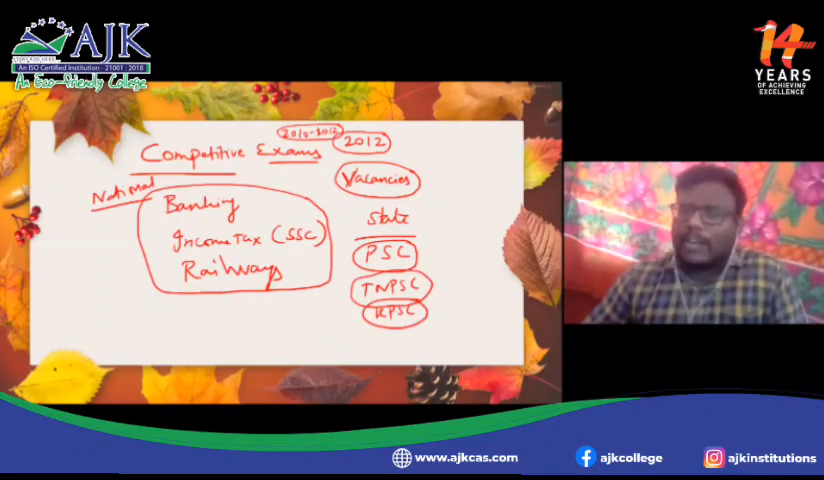 AJK
An ISO Certified Institution - 21001 : 2018
An Eco-friendly College
14
YEARS
OF ACHIEVING
EXCELLENCE
2010-2012
2012
Competitive Exams
National
Banking
Income Tax (SSC)
Railways
Vacancies
State
PSC
TNPSC
KPSC
www.ajkcas.com
ajkcollege
ajkinstitutions